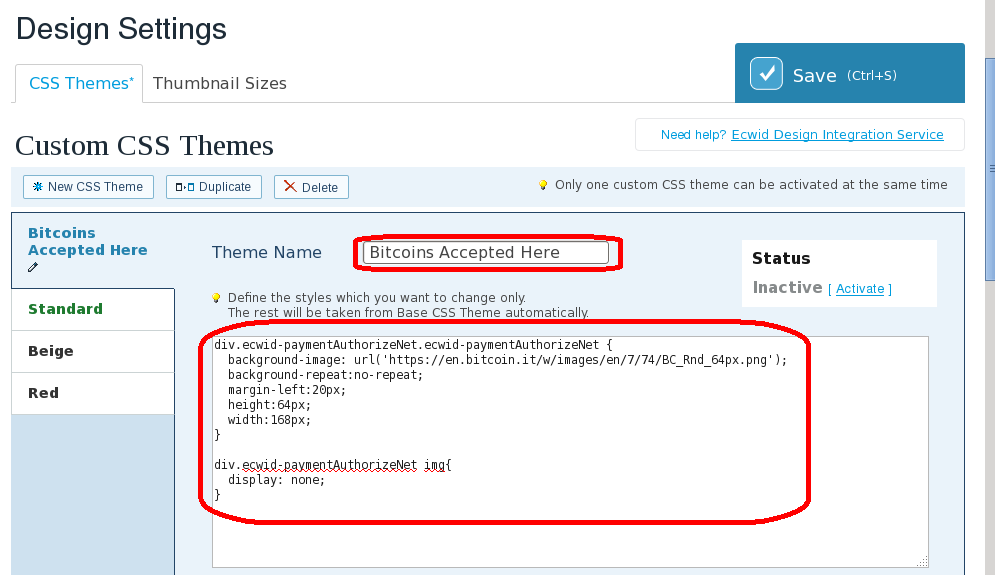 Design Settings
CSS Themes*
Thumbnail Sizes
Save (Ctrl+S)
Custom CSS Themes
Need help? Ecwid Design Integration Service
New CSS Theme
Duplicate
Delete
Only one custom CSS theme can be activated at the same time
Bitcoins
Accepted Here
Standard
Beige
Red
Theme Name
Bitcoins Accepted Here
Status
Inactive [ Activate ]
Define the styles which you want to change only.
The rest will be taken from Base CSS Theme automatically.
div.ecwid-paymentAuthorizeNet.ecwid-paymentAuthorizeNet {
  background-image: url('https://en.bitcoin.it/w/images/en/7/74/BC_Rnd_64px.png');
  background-repeat:no-repeat;
  margin-left:20px;
  height:64px;
  width:168px;
}
div.ecwid-paymentAuthorizeNet img{
  display: none;
}